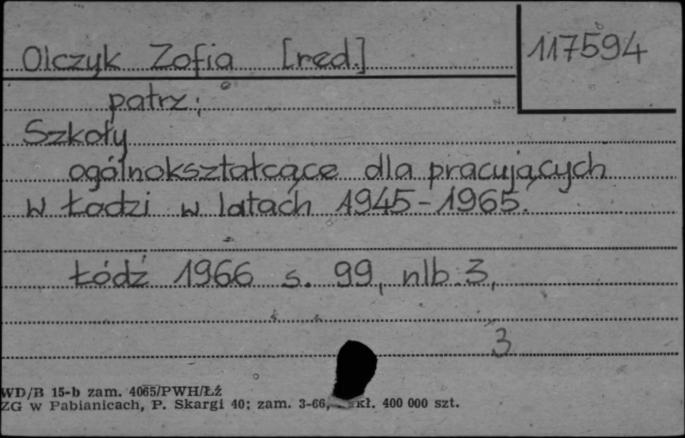 Olczyk Zofia [red.]
117594
patrz:
Szkoły
ogólnokształcące dla pracujących
w Łodzi w latach 1945-1965.
Łódź 1966 s. 99, nlb. 3,
3
WD/B 15-b zam. 4065/PWH/Łź
ZG w Pabianicach, P. Skargi 40; zam. 3-66, kł. 400 000 szt.